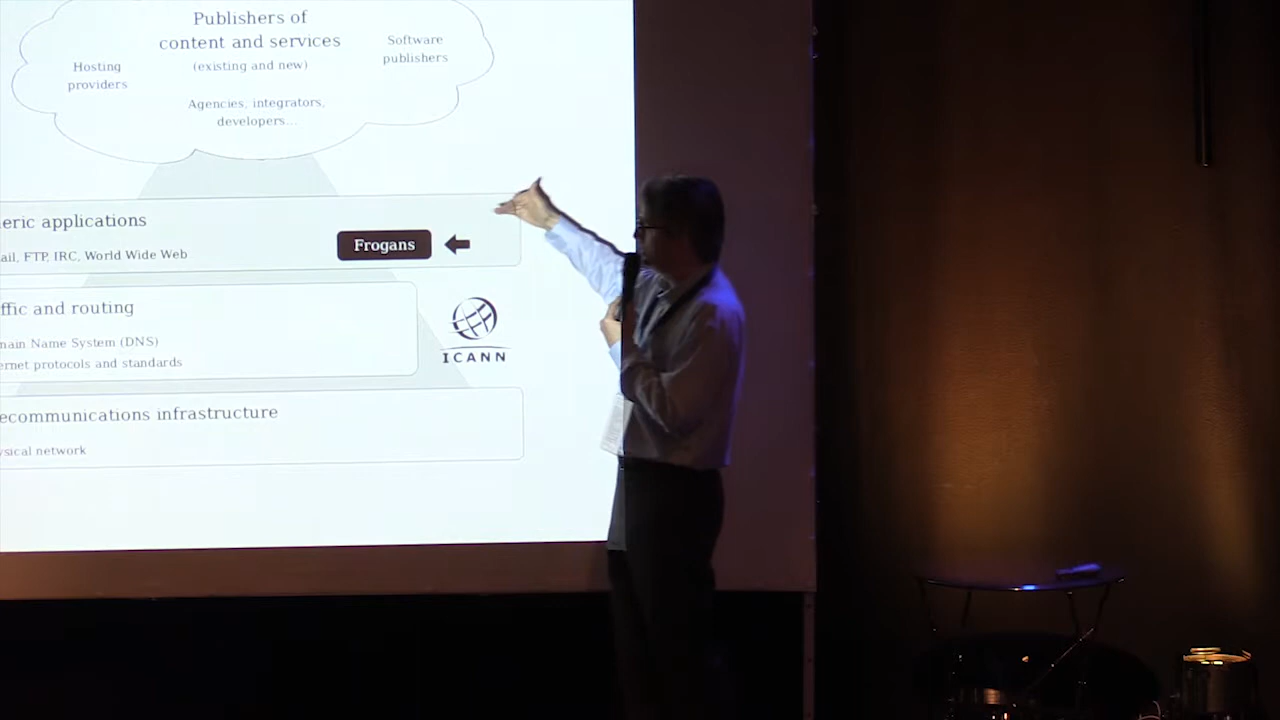 Publishers of
content and services
(existing and new)
Hosting
providers
Software
publishers
Agencies, integrators,
developers...
eric applications
Frogans
ail, FTP, IRC, World Wide Web
ffic and routing
main Name System (DNS)
ernet protocols and standards
ICANN
ecommunications infrastructure
ysical network